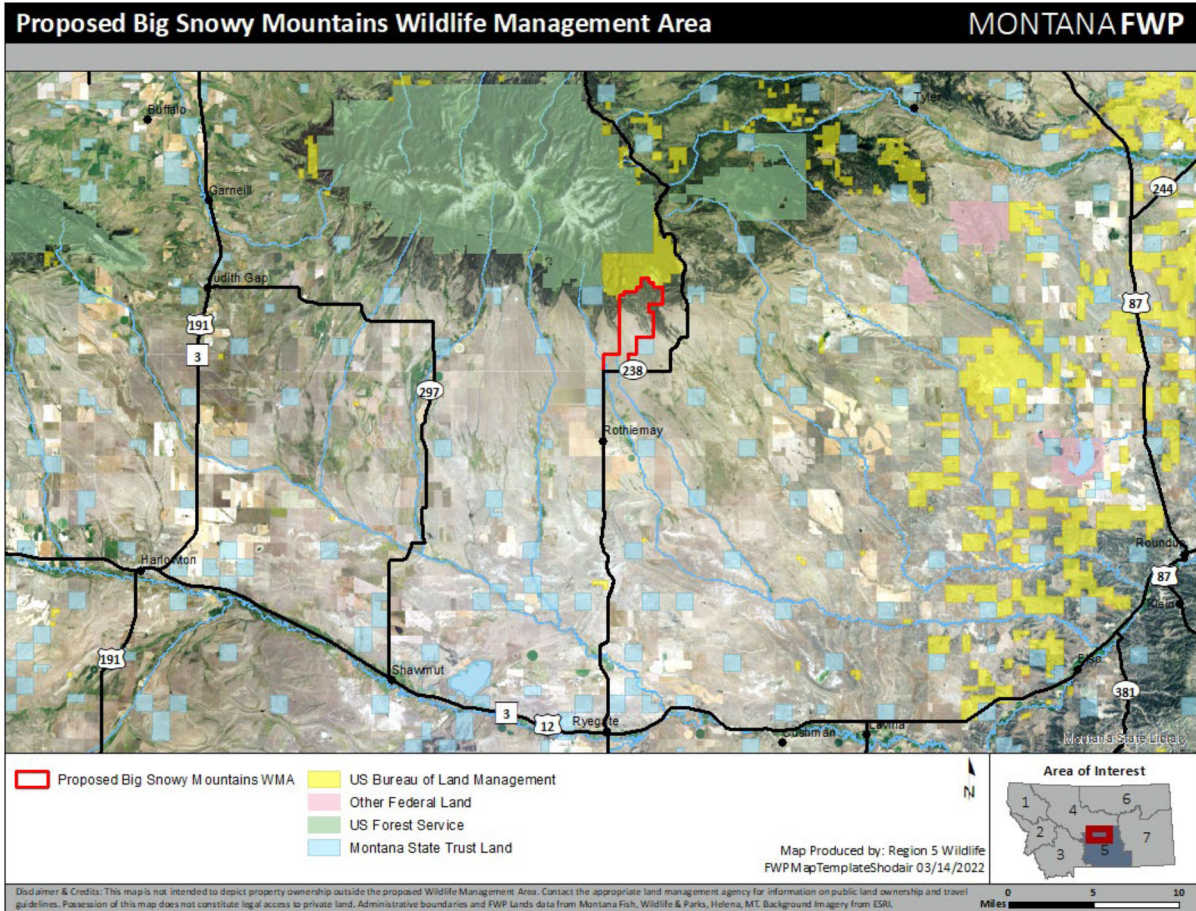 Proposed Big Snowy Mountains Wildlife Management Area
MONTANA FWP
Buffalo
Tyler
Garneill
244
Judith Gap
191
3
87
297
238
Rothiemay
Harlowton
Roundup
87
Klein
191
Shawmut
381
3
12
Ryegate
Cushman
Lavina
Montana State Library
Proposed Big Snowy Mountains WMA
US Bureau of Land Management
Other Federal Land
US Forest Service
Montana State Trust Land
N
Map Produced by: Region 5 Wildlife
FWPMapTemplateShodair 03/14/2022
Area of Interest
1
4
6
2
7
3
5
Disclaimer & Credits: This map is not intended to depict property ownership outside the proposed Wildlife Management Area. Contact the appropriate land management agency for information on public land ownership and travel
guidelines. Possession of this map does not constitute legal access to private land. Administrative boundaries and FWP Lands data from Montana Fish, Wildlife & Parks, Helena, MT. Background Imagery from ESRI.
0 5 10
Miles